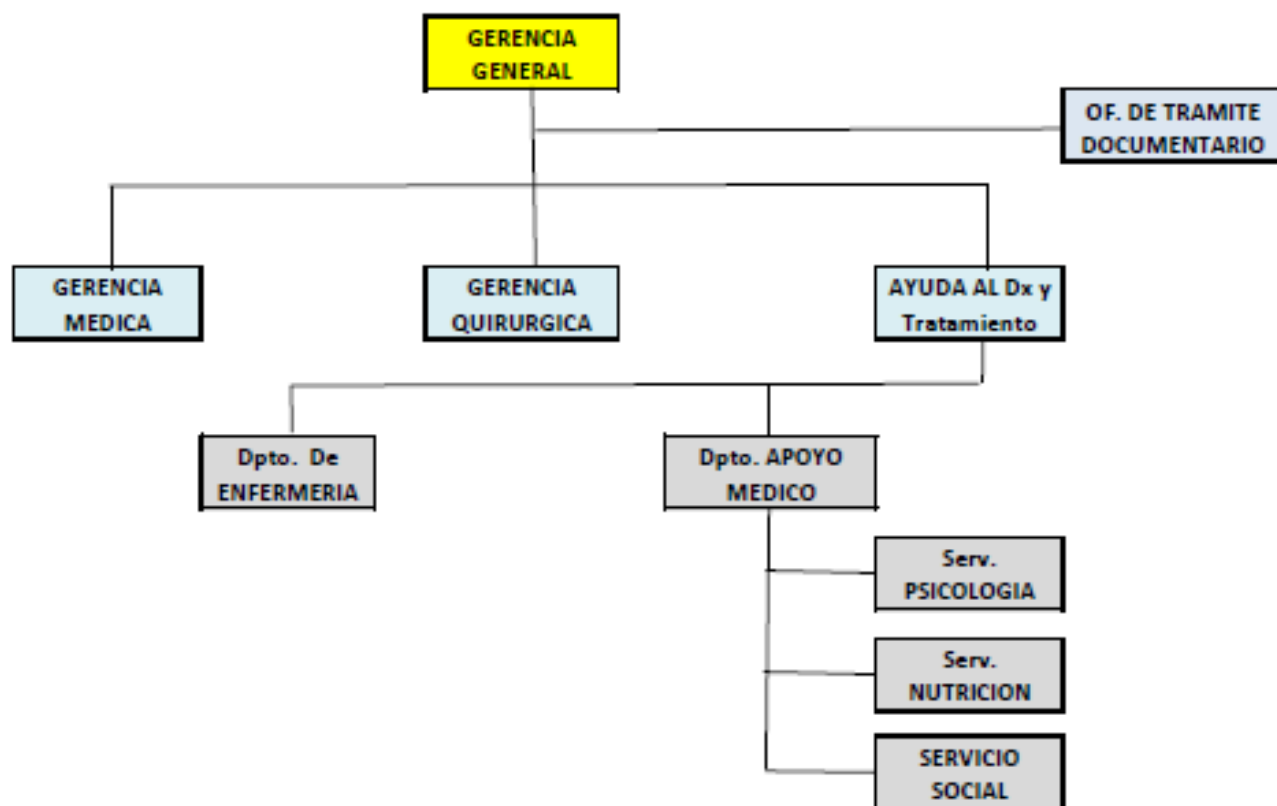 GERENCIA
GENERAL
OF. DE TRAMITE
DOCUMENTARIO
GERENCIA
MEDICA
GERENCIA
QUIRURGICA
AYUDA AL Dx y
Tratamiento
Dpto. De
ENFERMERIA
Dpto. APOYO
MEDICO
Serv.
PSICOLOGIA
Serv.
NUTRICION
SERVICIO
SOCIAL